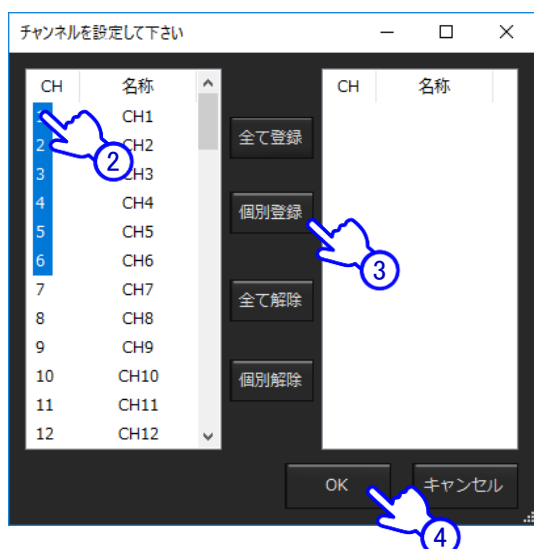 チャンネルを設定して下さい
CH 名称
CH 名称
1 CH1
2 CH2
3 CH3
4 CH4
5 CH5
6 CH6
7 CH7
8 CH8
9 CH9
10 CH10
11 CH11
12 CH12
全て登録
個別登録
全て解除
個別解除
OK
キャンセル
2
3
4